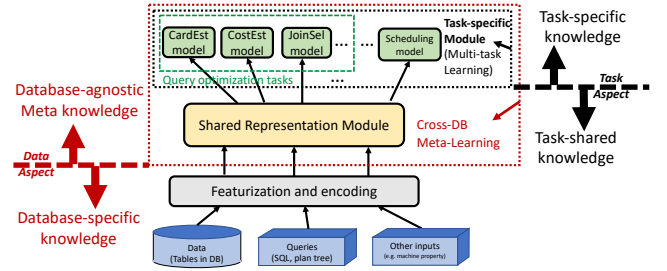 CardEst
model
CostEst
model
JoinSel
model
... ...
Scheduling
model
Task-specific
Module
(Multi-task
Learning)
Query optimization tasks
...
Task-specific
knowledge
Task
Aspect
Task-shared
knowledge
Database-agnostic
Meta knowledge
Data
Aspect
Database-specific
knowledge
Shared Representation Module
Cross-DB
Meta-Learning
Featurization and encoding
Data
(Tables in DB)
Queries
(SQL, plan tree)
Other inputs
(e.g. machine property)